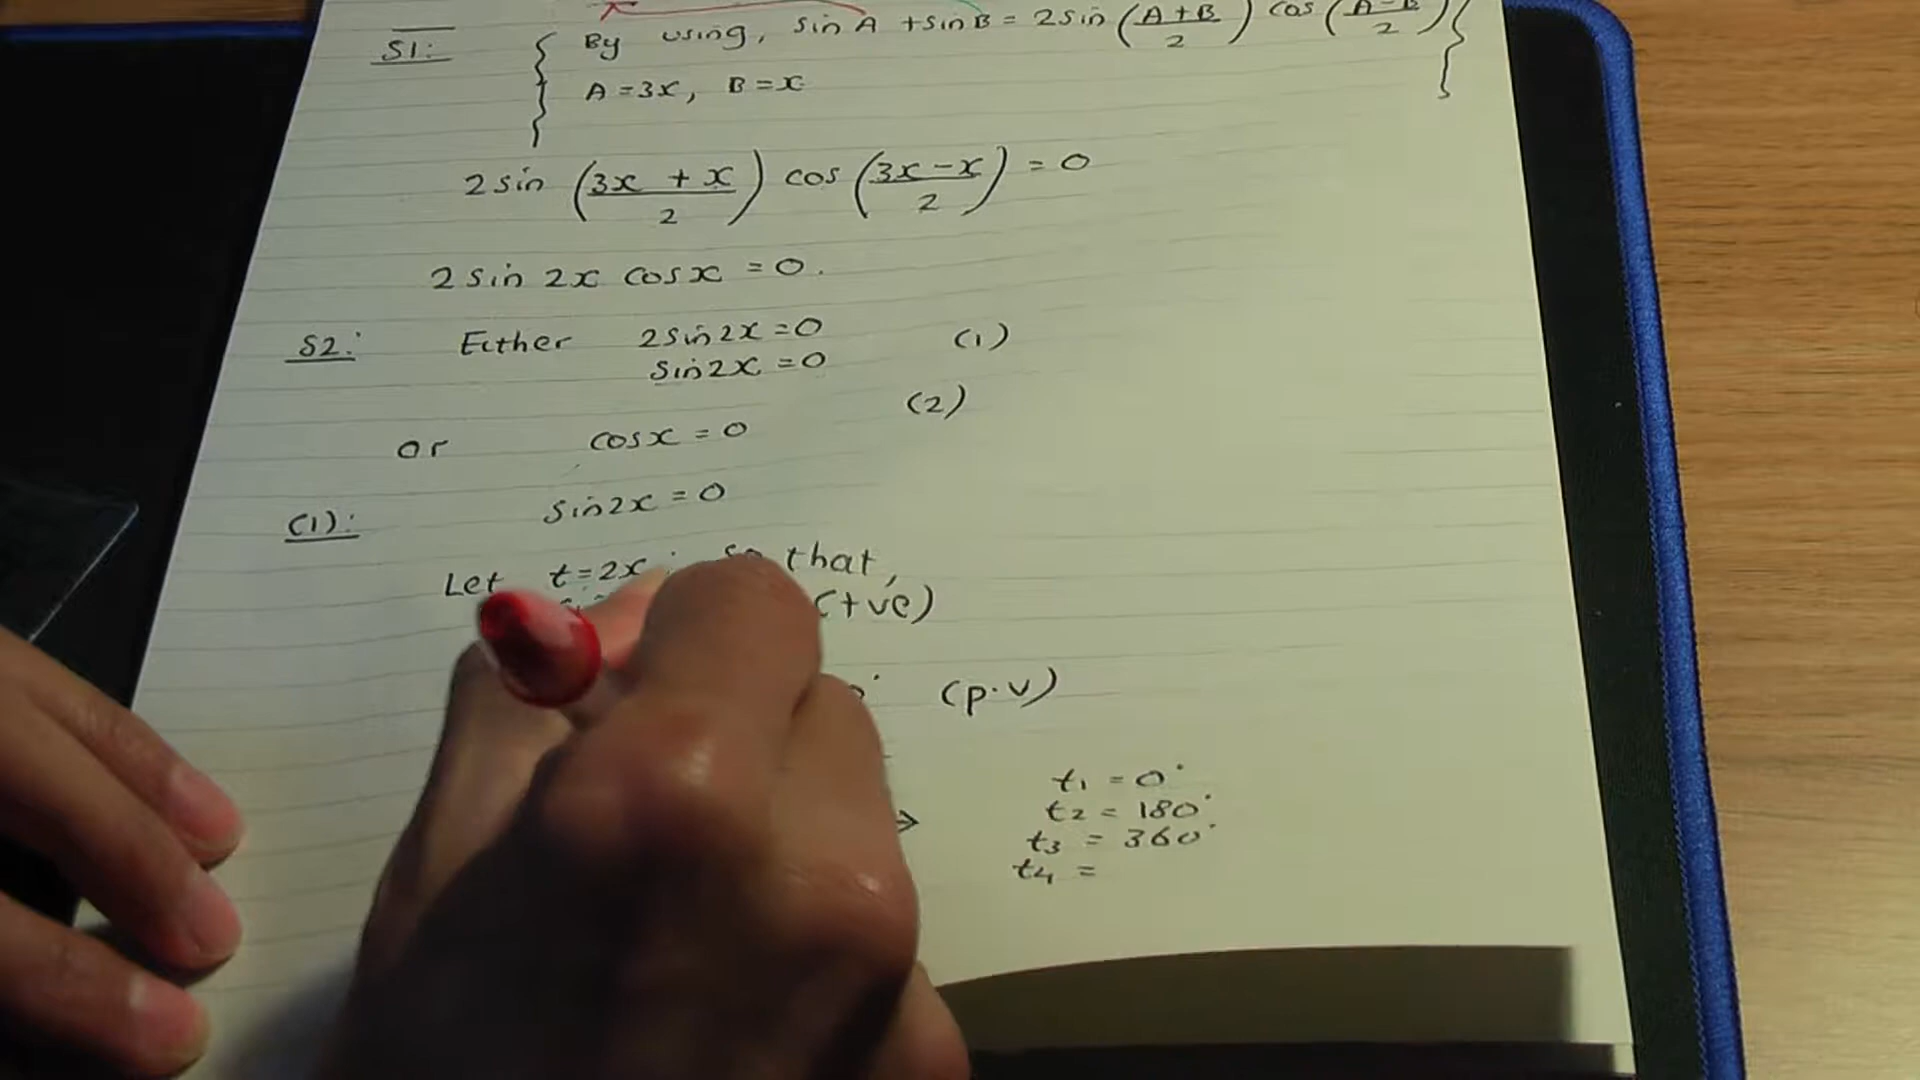 S1: { By using, sin A + sin B = 2 sin (A+B/2) cos (A-B/2) }
A = 3x, B = x
2 sin (3x + x/2) cos (3x - x/2) = 0
2 sin 2x cos x = 0.
S2: Either 2 sin 2x = 0 (1)
sin 2x = 0
or cos x = 0 (2)
(1): sin 2x = 0
Let t = 2x ; so that,
(+ve)
(p.v)
t1 = 0°
t2 = 180°
t3 = 360°
t4 =